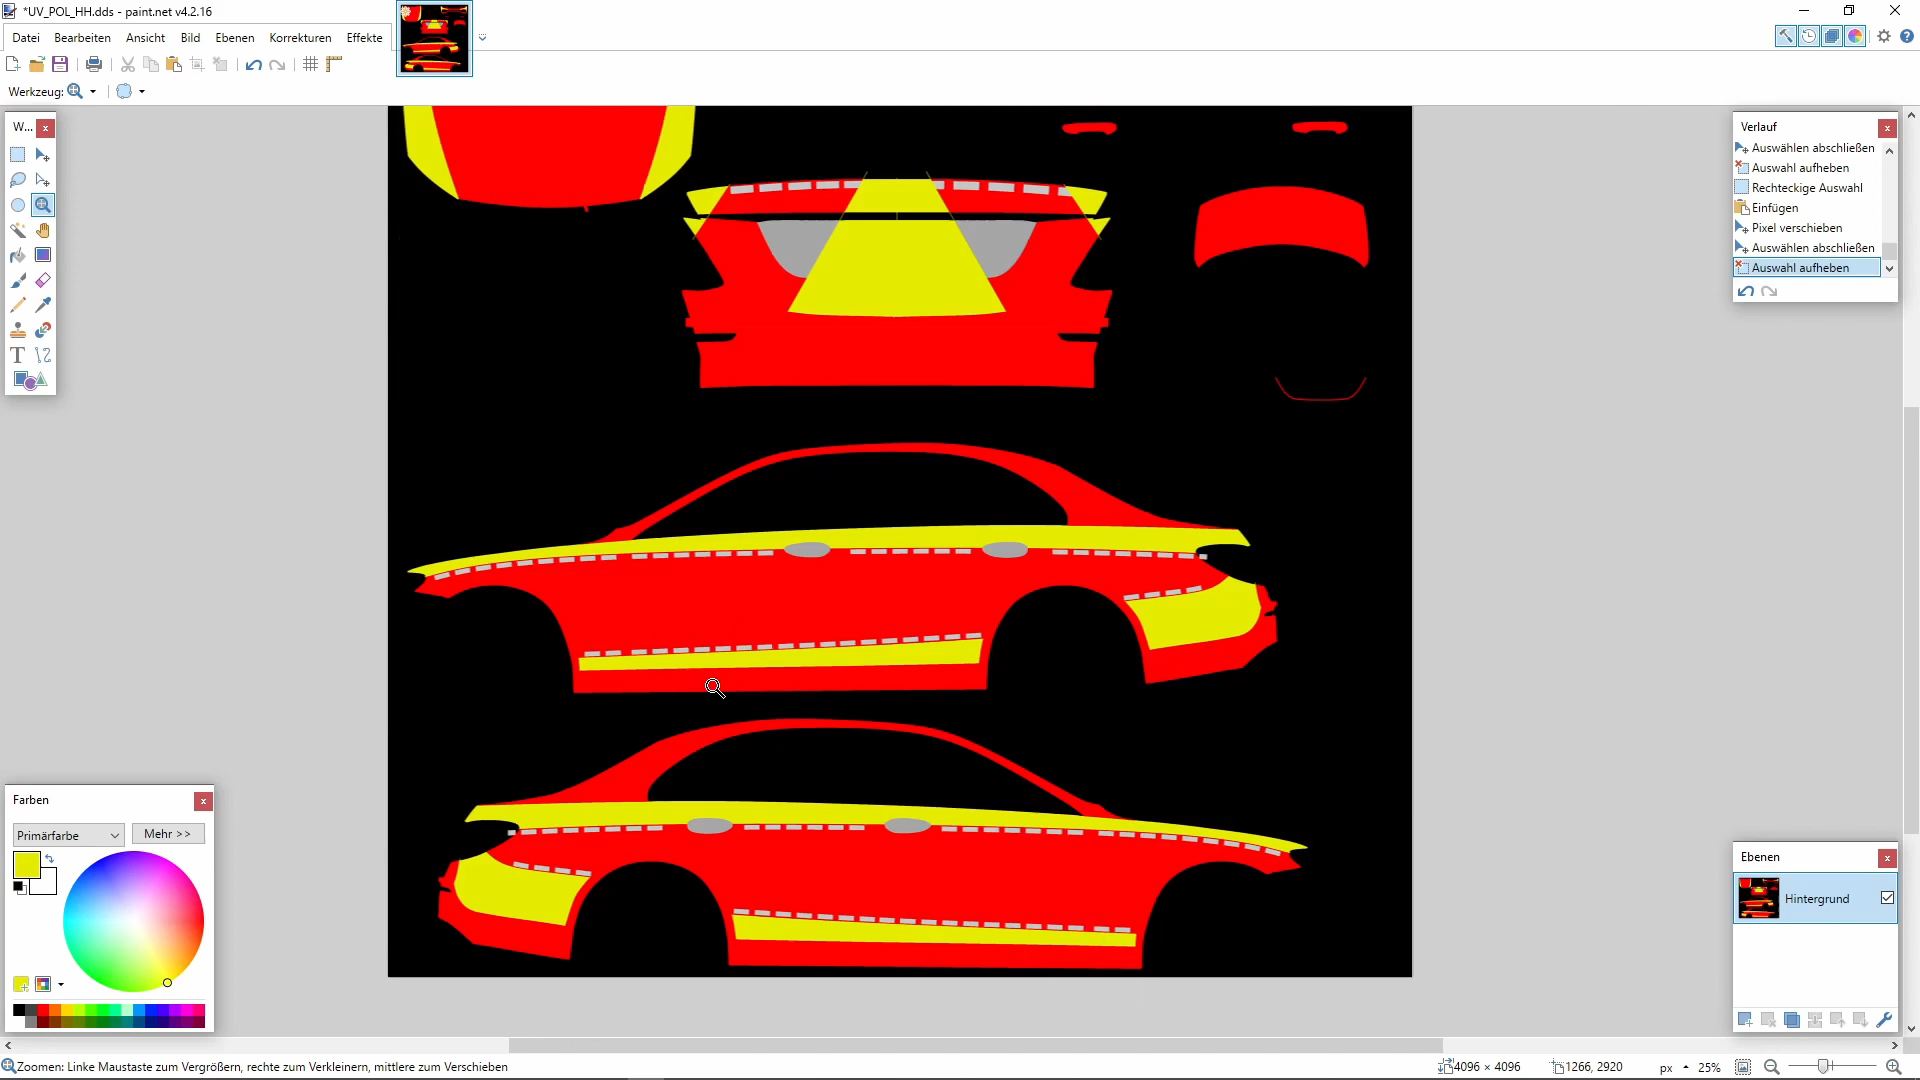 *UV_POL_HH.dds - paint.net v4.2.16
Datei Bearbeiten Ansicht Bild Ebenen Korrekturen Effekte
Werkzeug:
W...
Verlauf
Auswählen abschließen
Auswahl aufheben
Rechteckige Auswahl
Einfügen
Pixel verschieben
Auswählen abschließen
Auswahl aufheben
Farben
Primärfarbe
Mehr >>
Ebenen
Hintergrund
Zoomen: Linke Maustaste zum Vergrößern, rechte zum Verkleinern, mittlere zum Verschieben
4096 × 4096
1266, 2920
px
25%